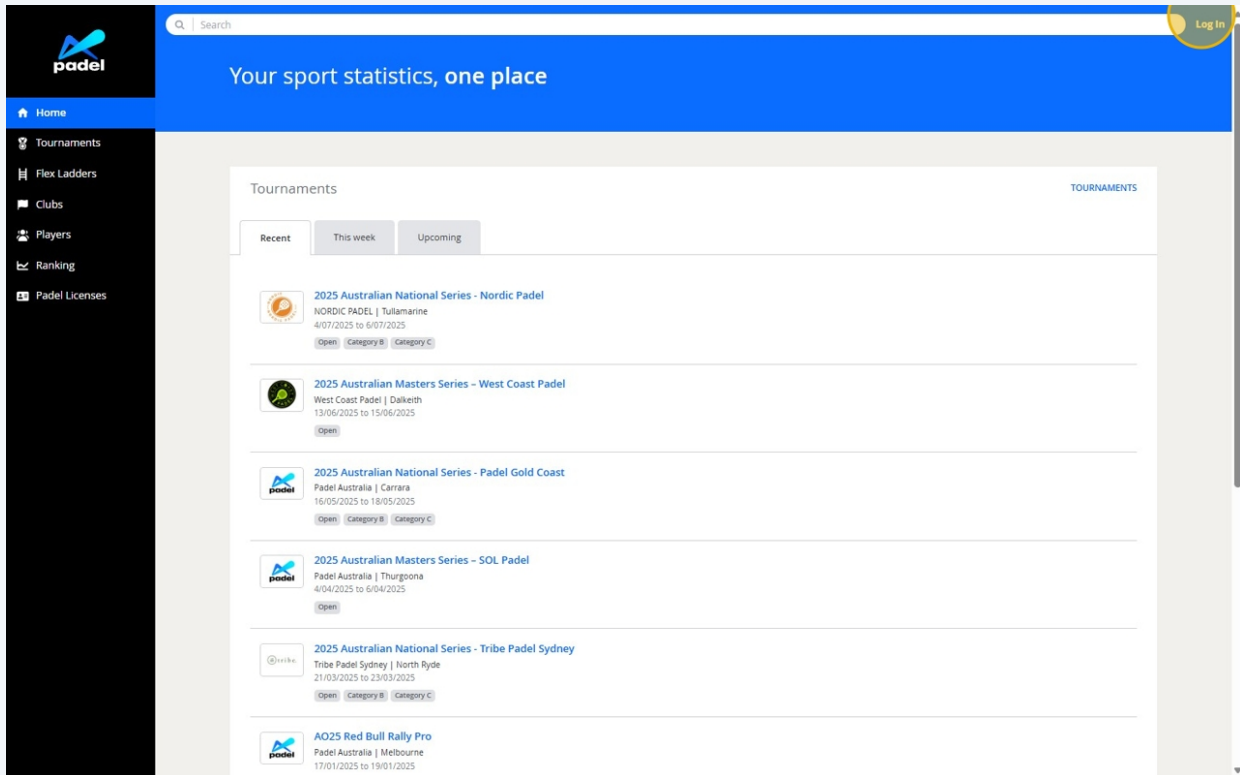 padel
Search
Log In
Your sport statistics, one place
Home
Tournaments
Flex Ladders
Clubs
Players
Ranking
Padel Licenses
Tournaments
TOURNAMENTS
Recent
This week
Upcoming
2025 Australian National Series - Nordic Padel
NORDIC PADEL | Tullamarine
4/07/2025 to 6/07/2025
Open Category B Category C
2025 Australian Masters Series – West Coast Padel
West Coast Padel | Dalkeith
13/06/2025 to 15/06/2025
Open
padel
2025 Australian National Series - Padel Gold Coast
Padel Australia | Carrara
16/05/2025 to 18/05/2025
Open Category B Category C
padel
2025 Australian Masters Series – SOL Padel
Padel Australia | Thurgoona
4/04/2025 to 6/04/2025
Open
tribe
2025 Australian National Series - Tribe Padel Sydney
Tribe Padel Sydney | North Ryde
21/03/2025 to 23/03/2025
Open Category B Category C
padel
AO25 Red Bull Rally Pro
Padel Australia | Melbourne
17/01/2025 to 19/01/2025